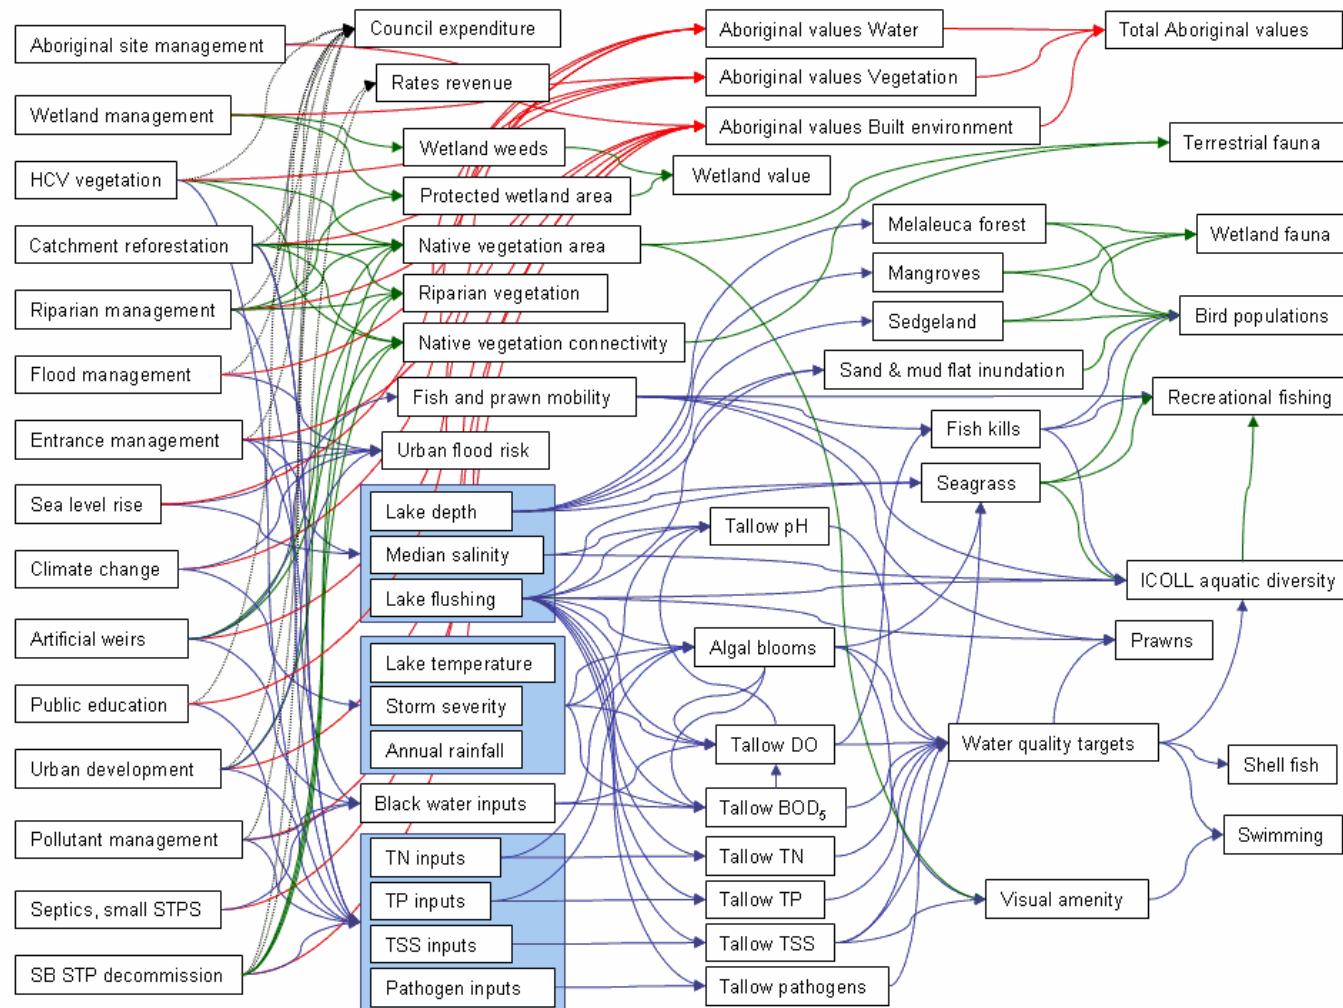 Aboriginal site management
Wetland management
HCV vegetation
Catchment reforestation
Riparian management
Flood management
Entrance management
Sea level rise
Climate change
Artificial weirs
Public education
Urban development
Pollutant management
Septics, small STPS
SB STP decommission
Council expenditure
Rates revenue
Wetland weeds
Protected wetland area
Native vegetation area
Riparian vegetation
Native vegetation connectivity
Fish and prawn mobility
Urban flood risk
Lake depth
Median salinity
Lake flushing
Lake temperature
Storm severity
Annual rainfall
Black water inputs
TN inputs
TP inputs
TSS inputs
Pathogen inputs
Aboriginal values Water
Aboriginal values Vegetation
Aboriginal values Built environment
Wetland value
Melaleuca forest
Mangroves
Sedgeland
Sand & mud flat inundation
Fish kills
Seagrass
Tallow pH
Algal blooms
Tallow DO
Tallow BOD5
Tallow TN
Tallow TP
Tallow TSS
Tallow pathogens
Water quality targets
Visual amenity
Total Aboriginal values
Terrestrial fauna
Wetland fauna
Bird populations
Recreational fishing
ICOLL aquatic diversity
Prawns
Shell fish
Swimming